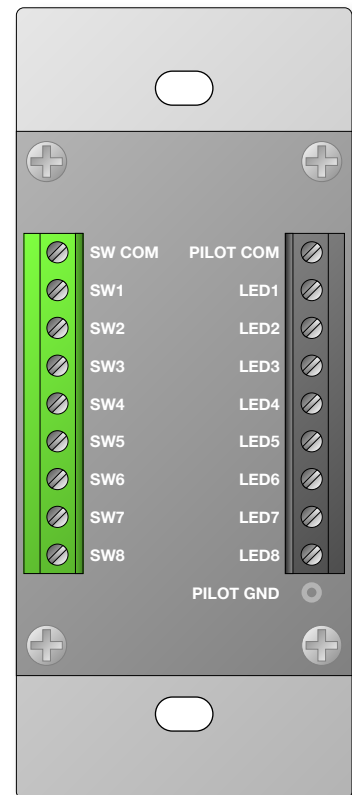 SW COM PILOT COM
SW1 LED1
SW2 LED2
SW3 LED3
SW4 LED4
SW5 LED5
SW6 LED6
SW7 LED7
SW8 LED8
PILOT GND